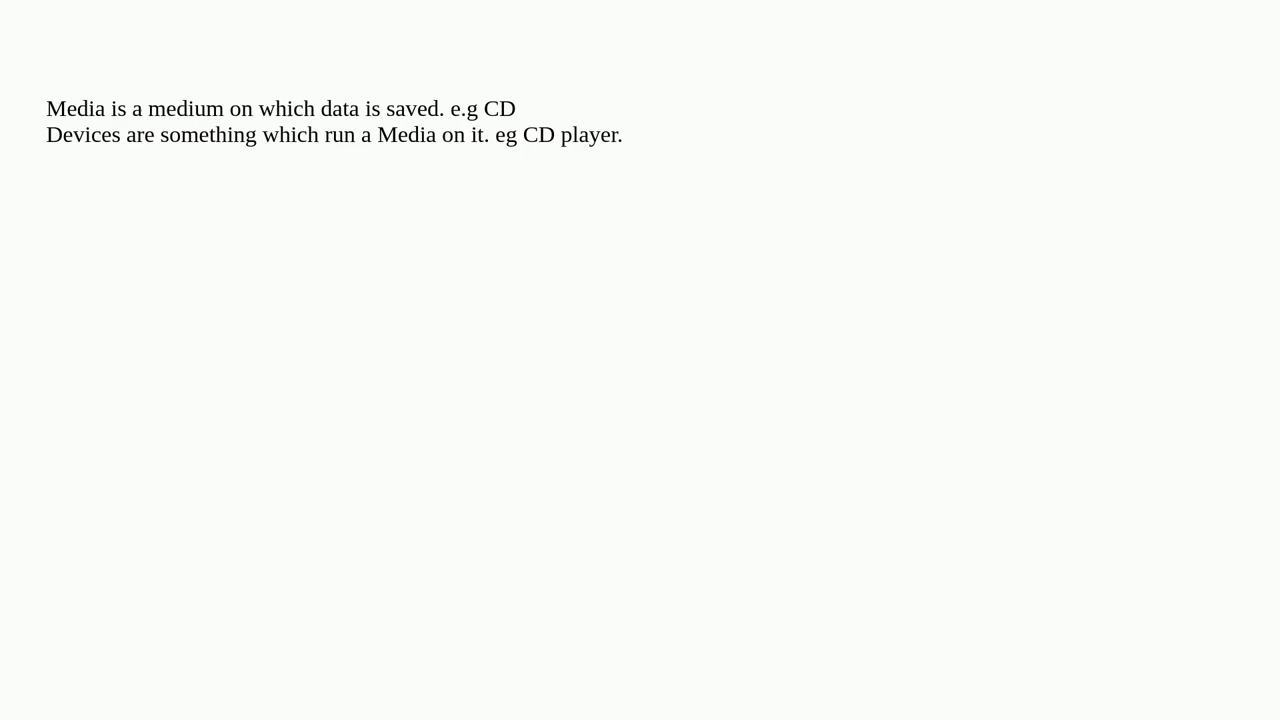 Media is a medium on which data is saved. e.g CD
Devices are something which run a Media on it. eg CD player.